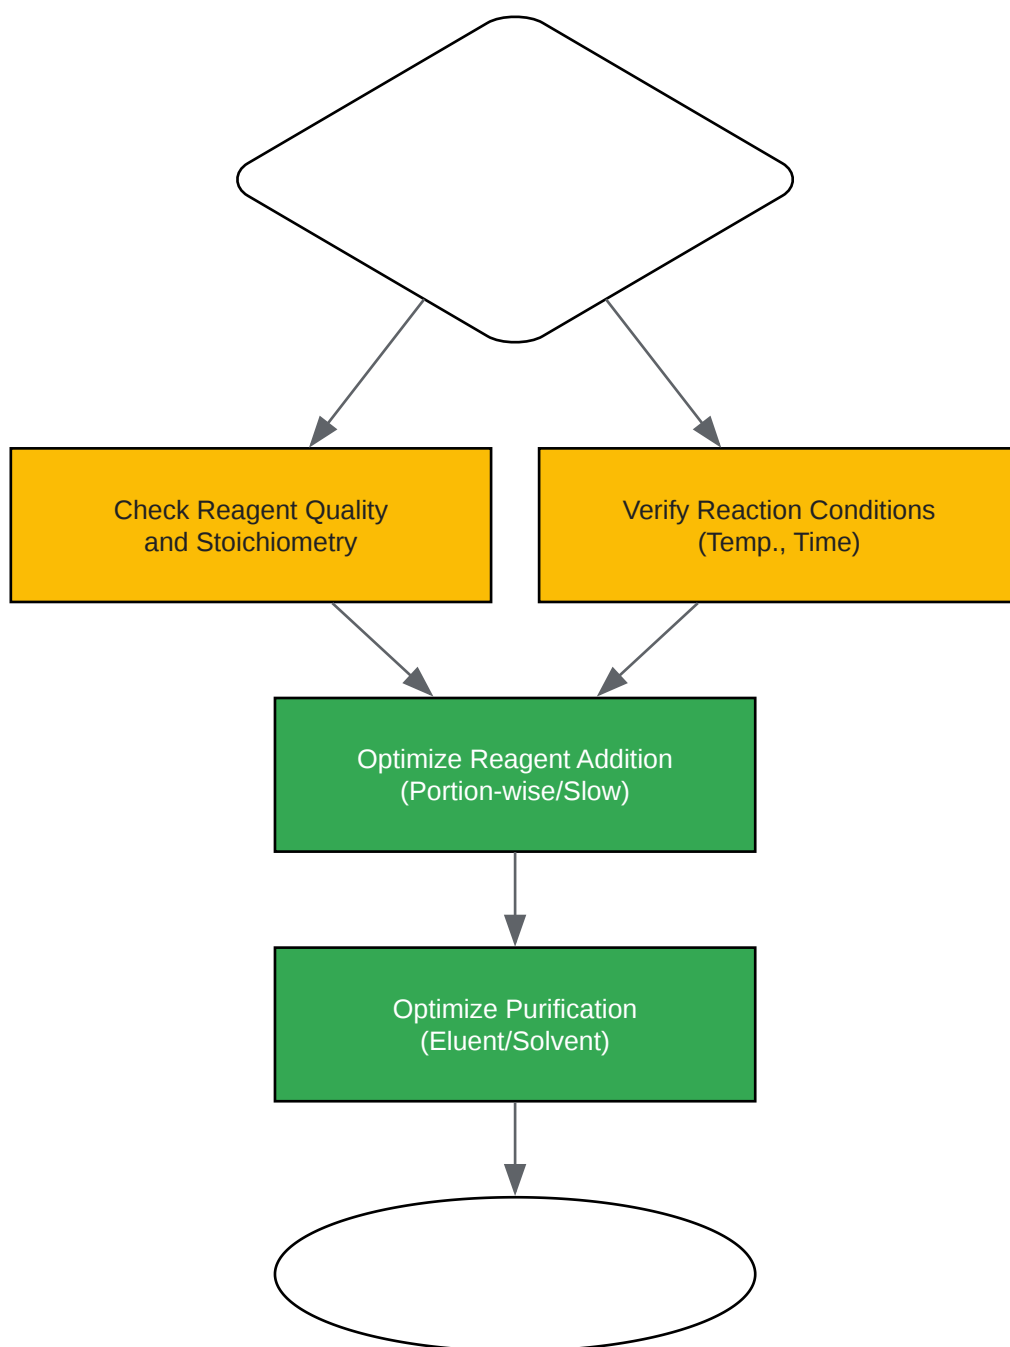 Check Reagent Quality
and Stoichiometry
Verify Reaction Conditions
(Temp., Time)
Optimize Reagent Addition
(Portion-wise/Slow)
Optimize Purification
(Eluent/Solvent)